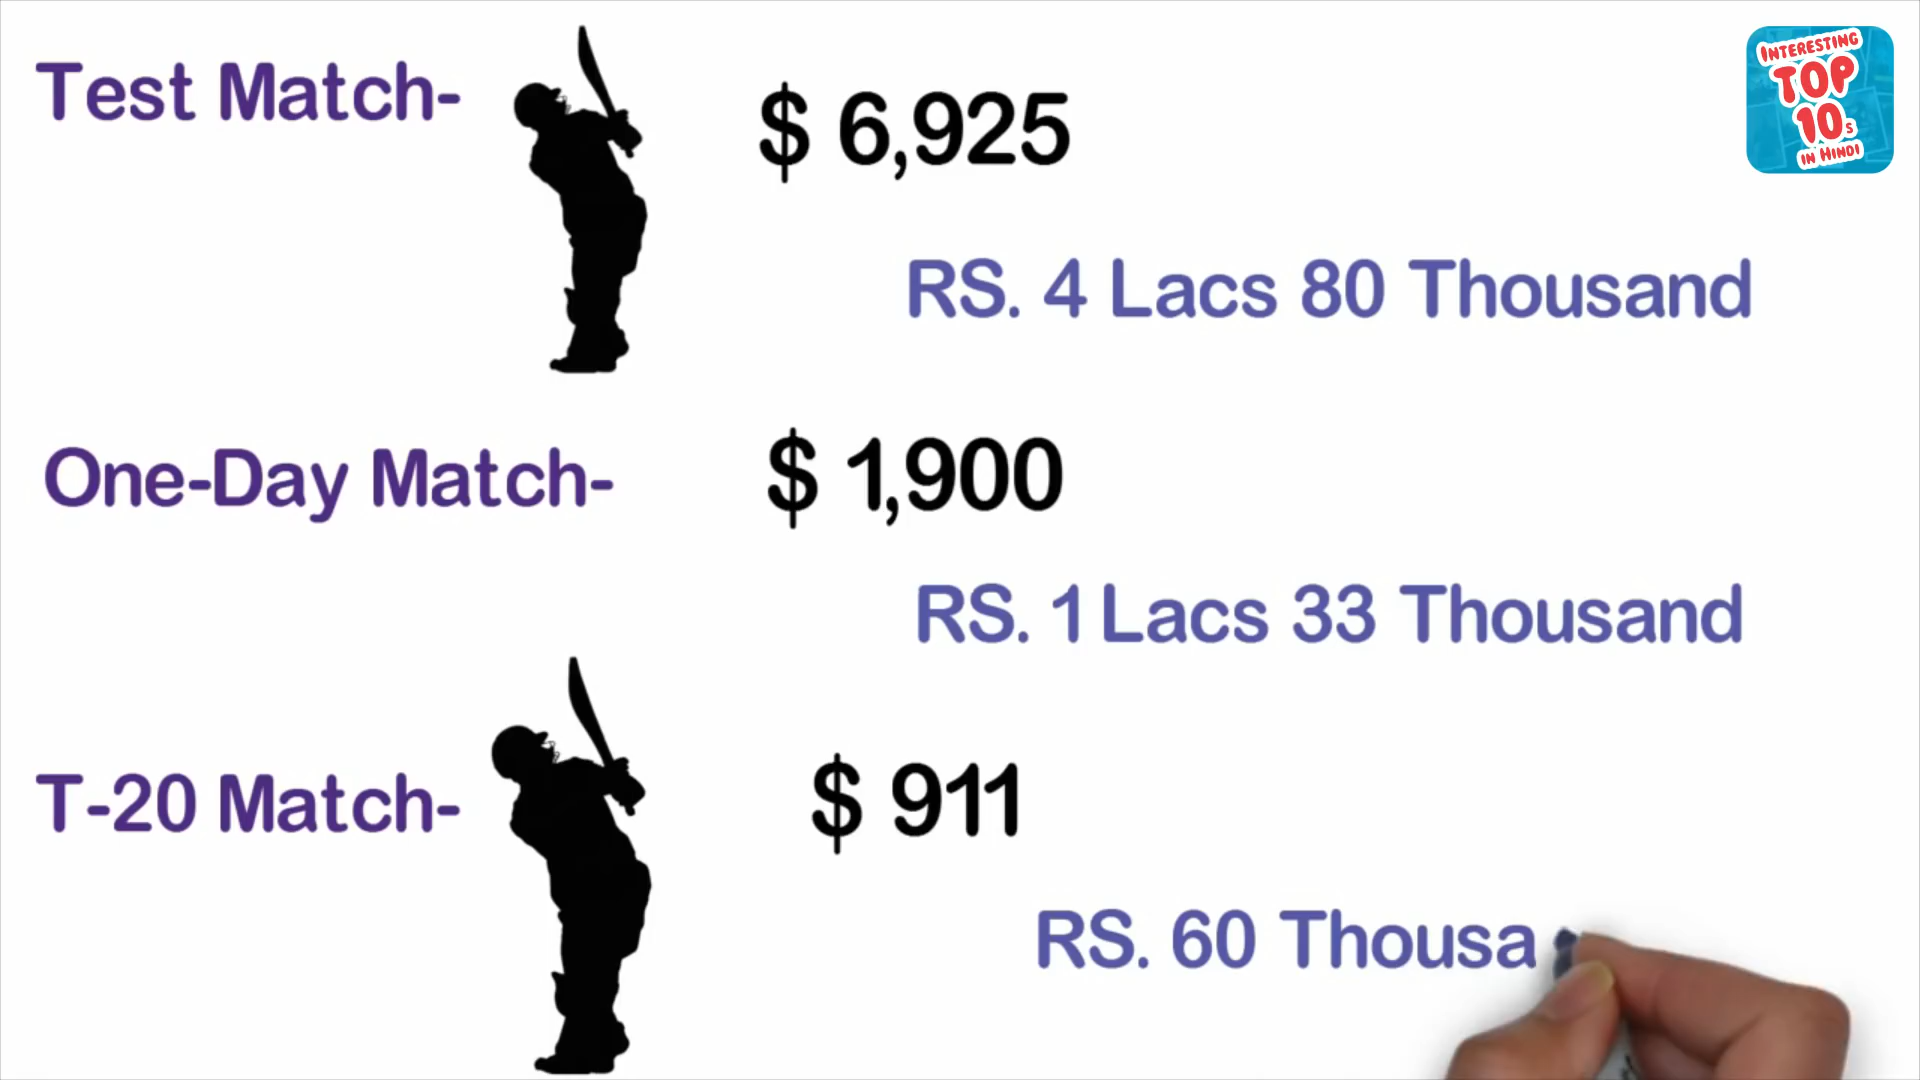 Test Match-
$ 6,925
RS. 4 Lacs 80 Thousand
One-Day Match-
$ 1,900
RS. 1 Lacs 33 Thousand
T-20 Match-
$ 911
RS. 60 Thousa
INTERESTING
TOP
10s
IN HINDI